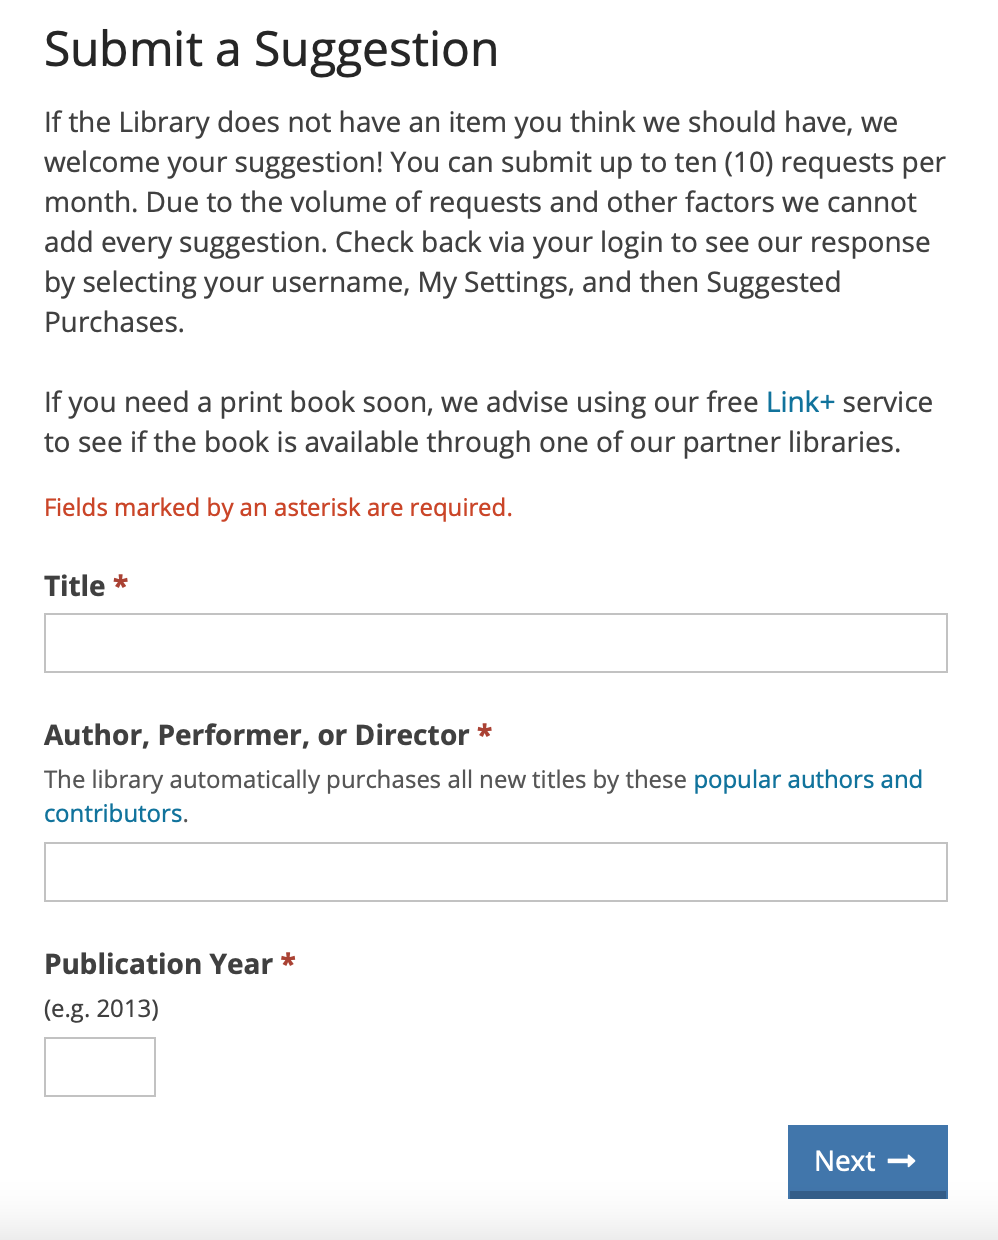 Submit a Suggestion
If the Library does not have an item you think we should have, we
welcome your suggestion! You can submit up to ten (10) requests per
month. Due to the volume of requests and other factors we cannot
add every suggestion. Check back via your login to see our response
by selecting your username, My Settings, and then Suggested
Purchases.
If you need a print book soon, we advise using our free Link+ service
to see if the book is available through one of our partner libraries.
Fields marked by an asterisk are required.
Title *
Author, Performer, or Director *
The library automatically purchases all new titles by these popular authors and
contributors.
Publication Year *
(e.g. 2013)
Next →